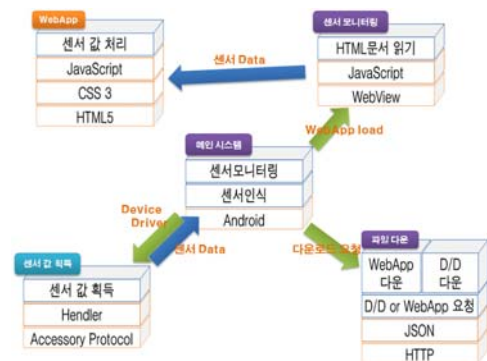 WebApp
센서 값 처리
JavaScript
CSS 3
HTML5
센서 Data
센서 모니터링
HTML문서 읽기
JavaScript
WebView
WebApp load
메인 시스템
센서모니터링
센서인식
Android
Device
Driver
센서 Data
다운로드 요청
센서 값 획득
센서 값 획득
Hendler
Accessory Protocol
파일 다운
WebApp
다운
D/D
다운
D/D or WebApp 요청
JSON
HTTP